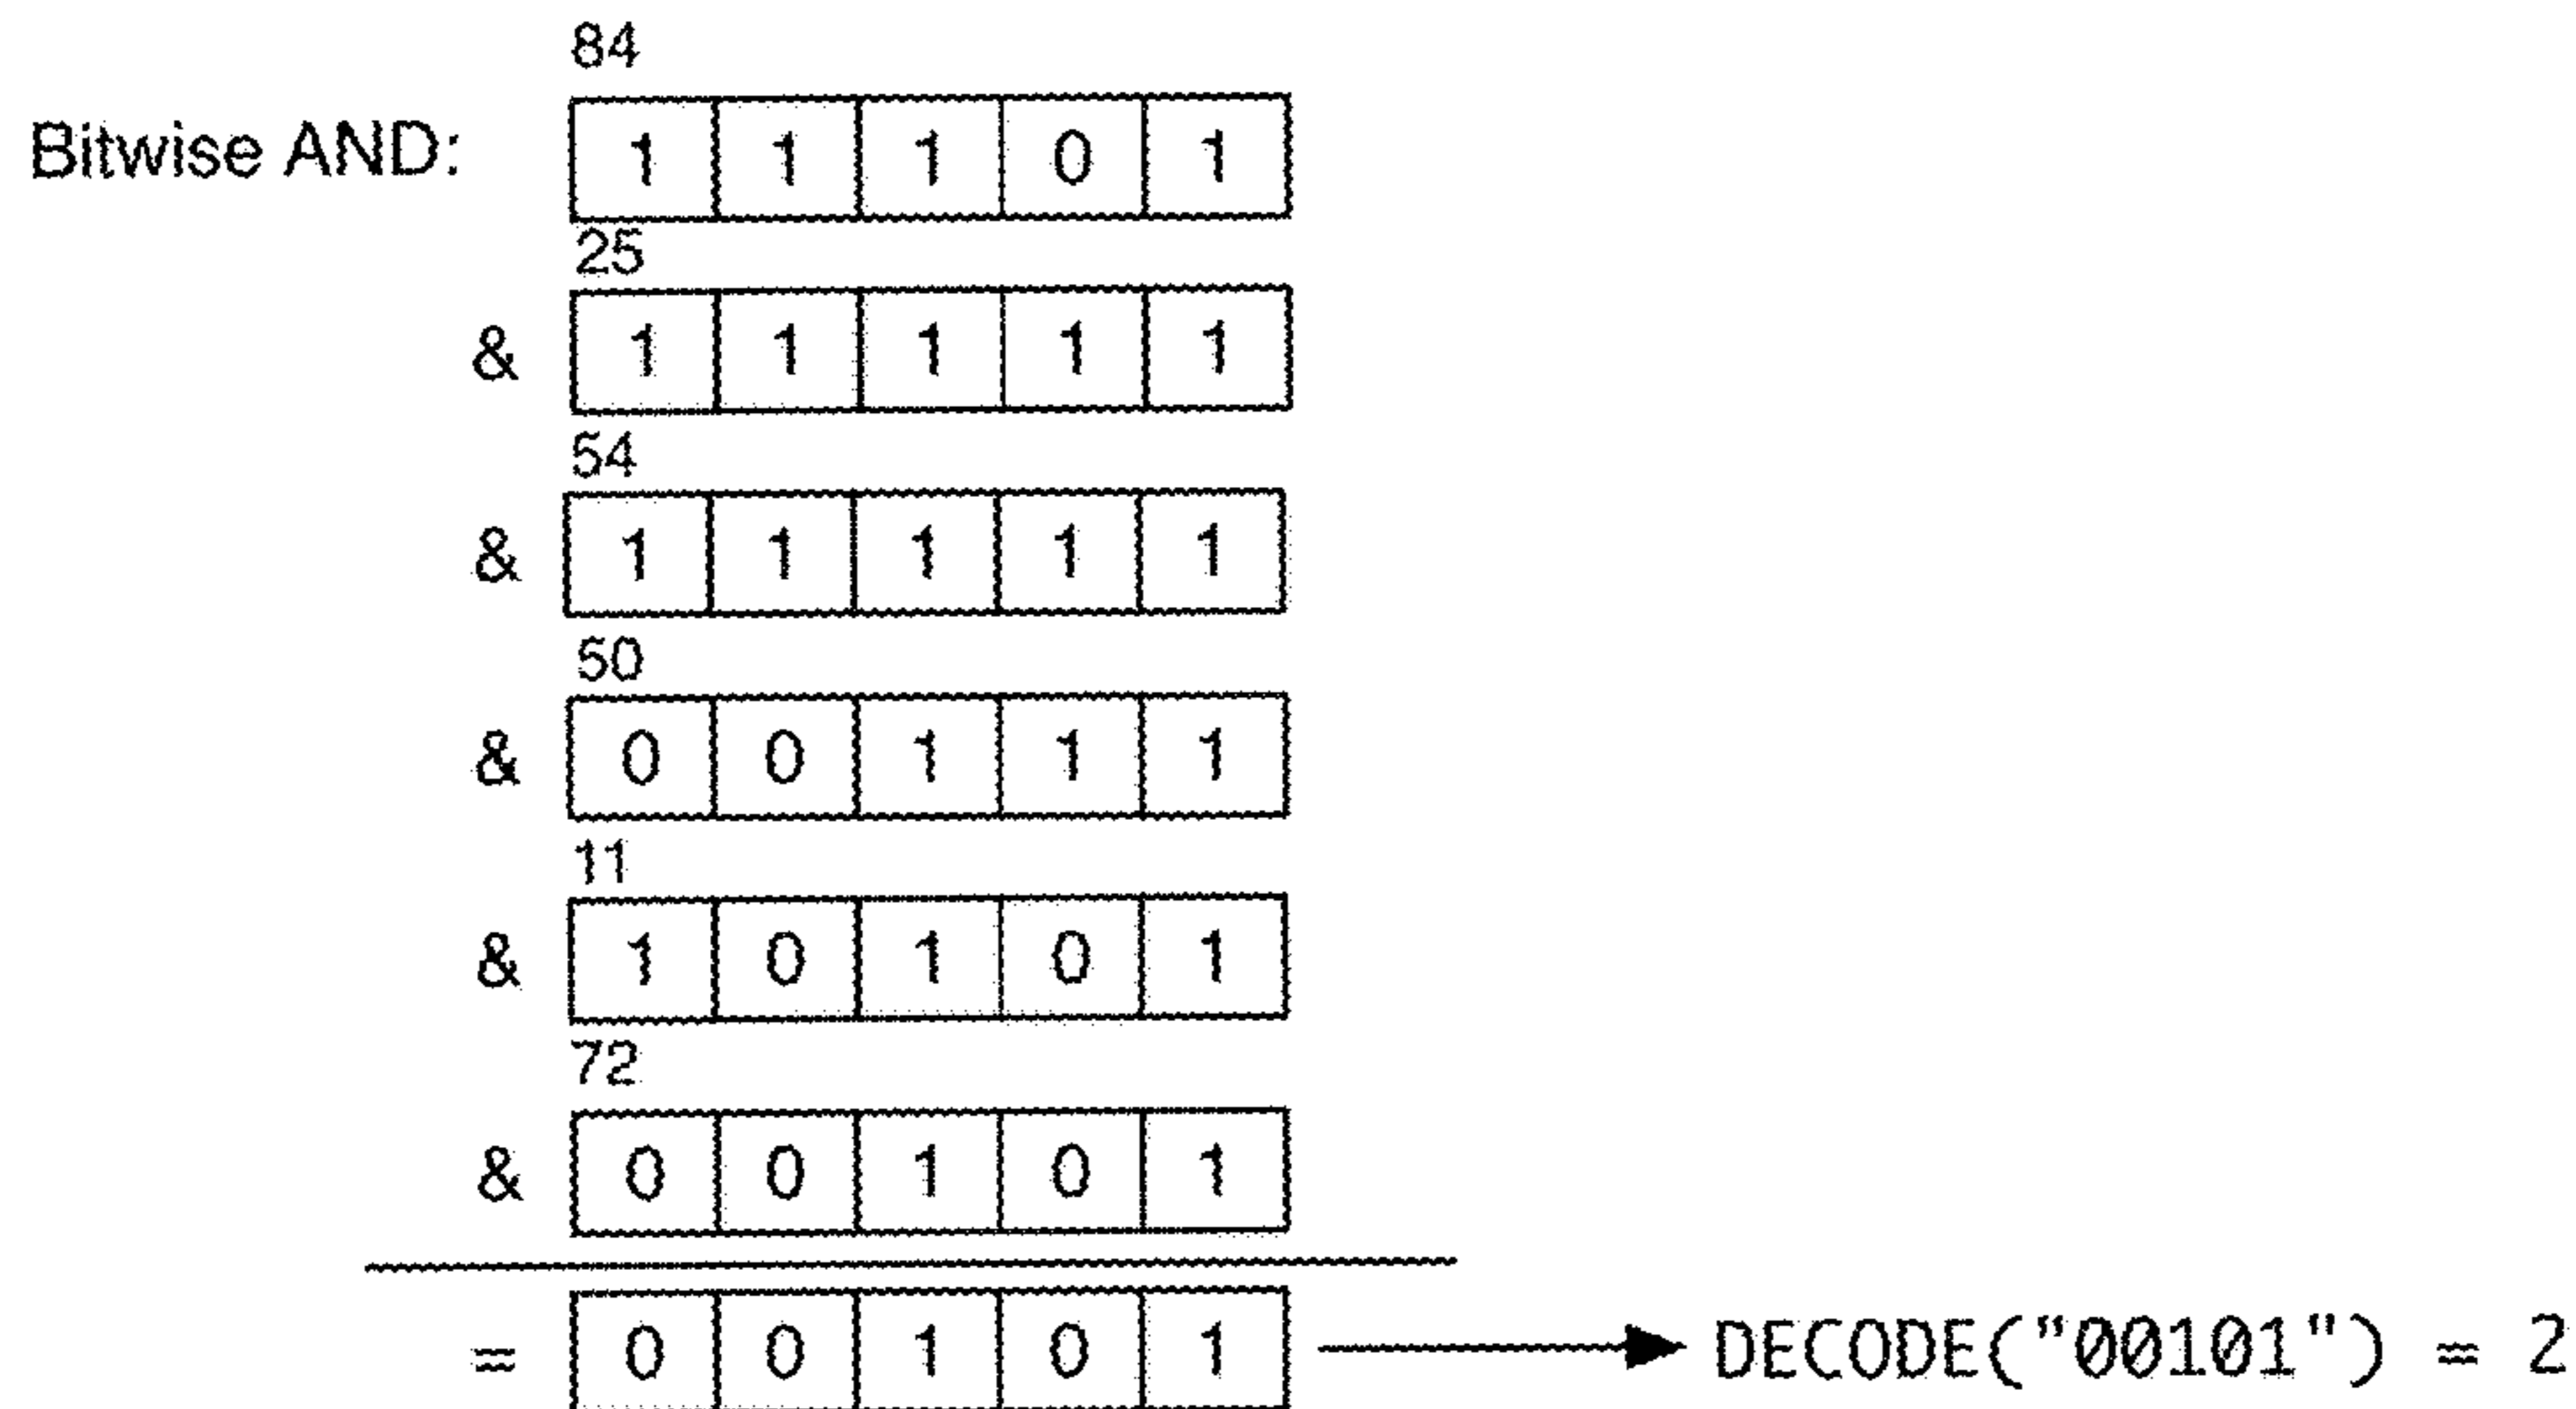 84
Bitwise AND: 1 1 1 0 1
25
& 1 1 1 1 1
54
& 1 1 1 1 1
50
& 0 0 1 1 1
11
& 1 0 1 0 1
72
& 0 0 1 0 1
= 0 0 1 0 1 DECODE("00101") = 2